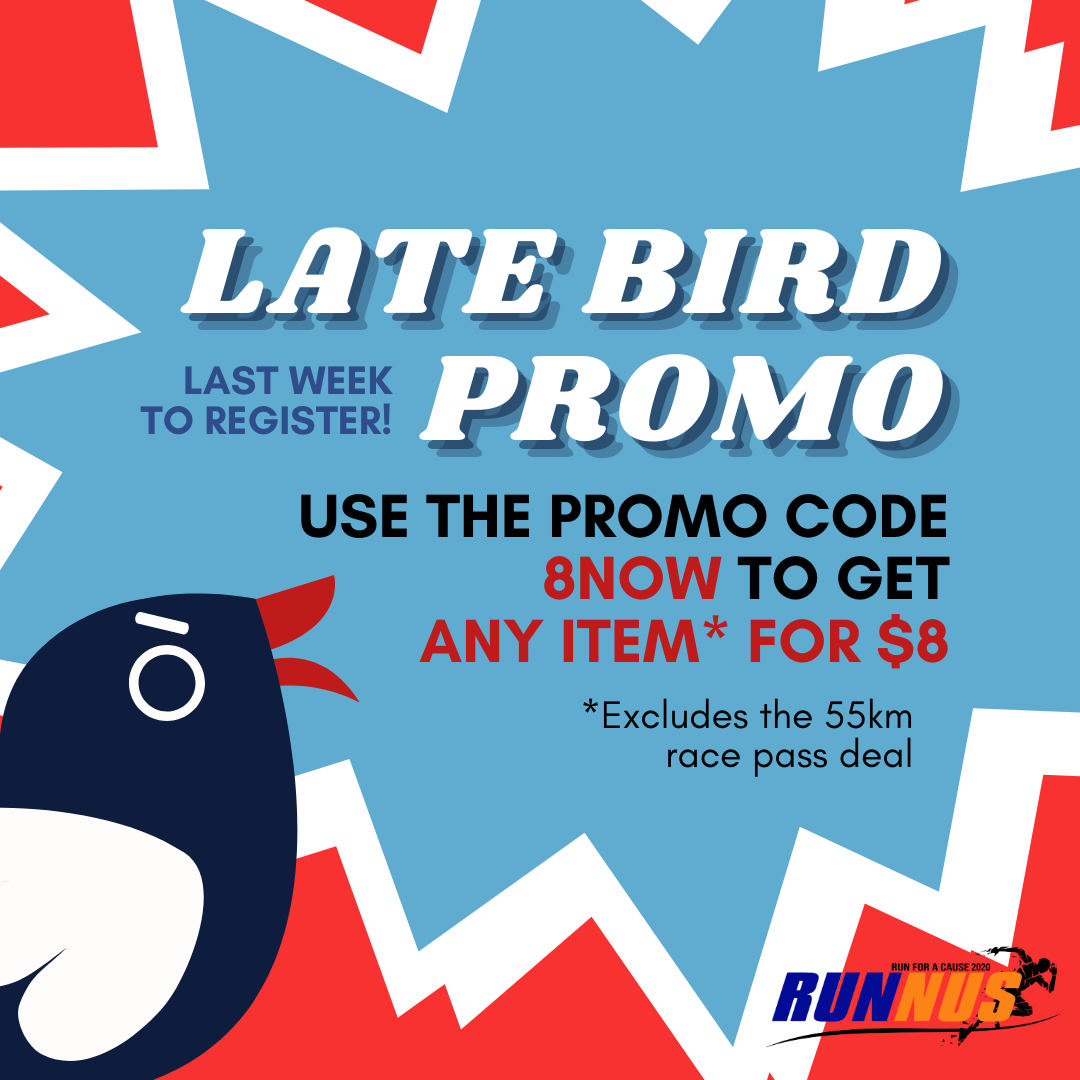 LATE BIRD
LAST WEEK
TO REGISTER!
PROMO
USE THE PROMO CODE
8NOW TO GET
ANY ITEM* FOR $8
*Excludes the 55km
race pass deal
RUN FOR A CAUSE 2020
RUNNUS